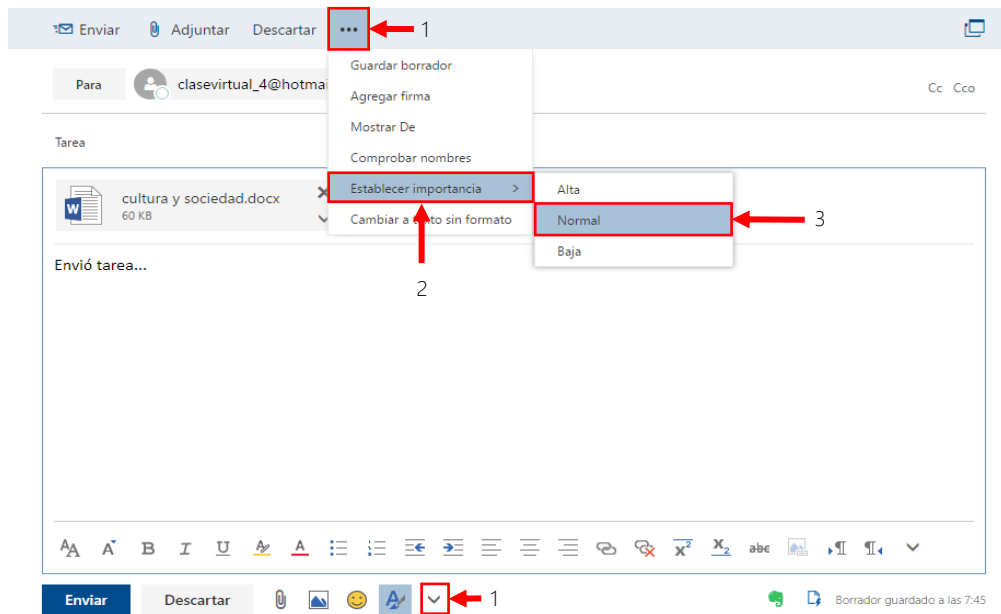 Enviar Adjuntar Descartar ••• 1
Guardar borrador
Para clasevirtual_4@hotmai Cc Cco
Agregar firma
Mostrar De
Tarea
Comprobar nombres
Establecer importancia > Alta
cultura y sociedad.docx
60 KB
Cambiar a texto sin formato Normal 3
Baja
Envió tarea...
2
Enviar Descartar 1 Borrador guardado a las 7:45